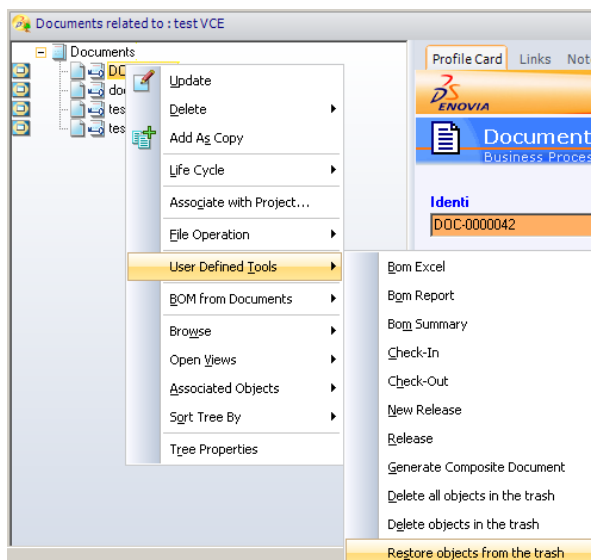 Documents related to : test VCE
Documents
DO
doc
tes
tes
Update
Delete
Add As Copy
Life Cycle
Associate with Project...
File Operation
User Defined Tools
BOM from Documents
Browse
Open Views
Associated Objects
Sort Tree By
Tree Properties
Profile Card Links Not
ENOVIA
Document
Business Proces
Identi
DOC-0000042
Bom Excel
Bom Report
Bom Summary
Check-In
Check-Out
New Release
Release
Generate Composite Document
Delete all objects in the trash
Delete objects in the trash
Restore objects from the trash